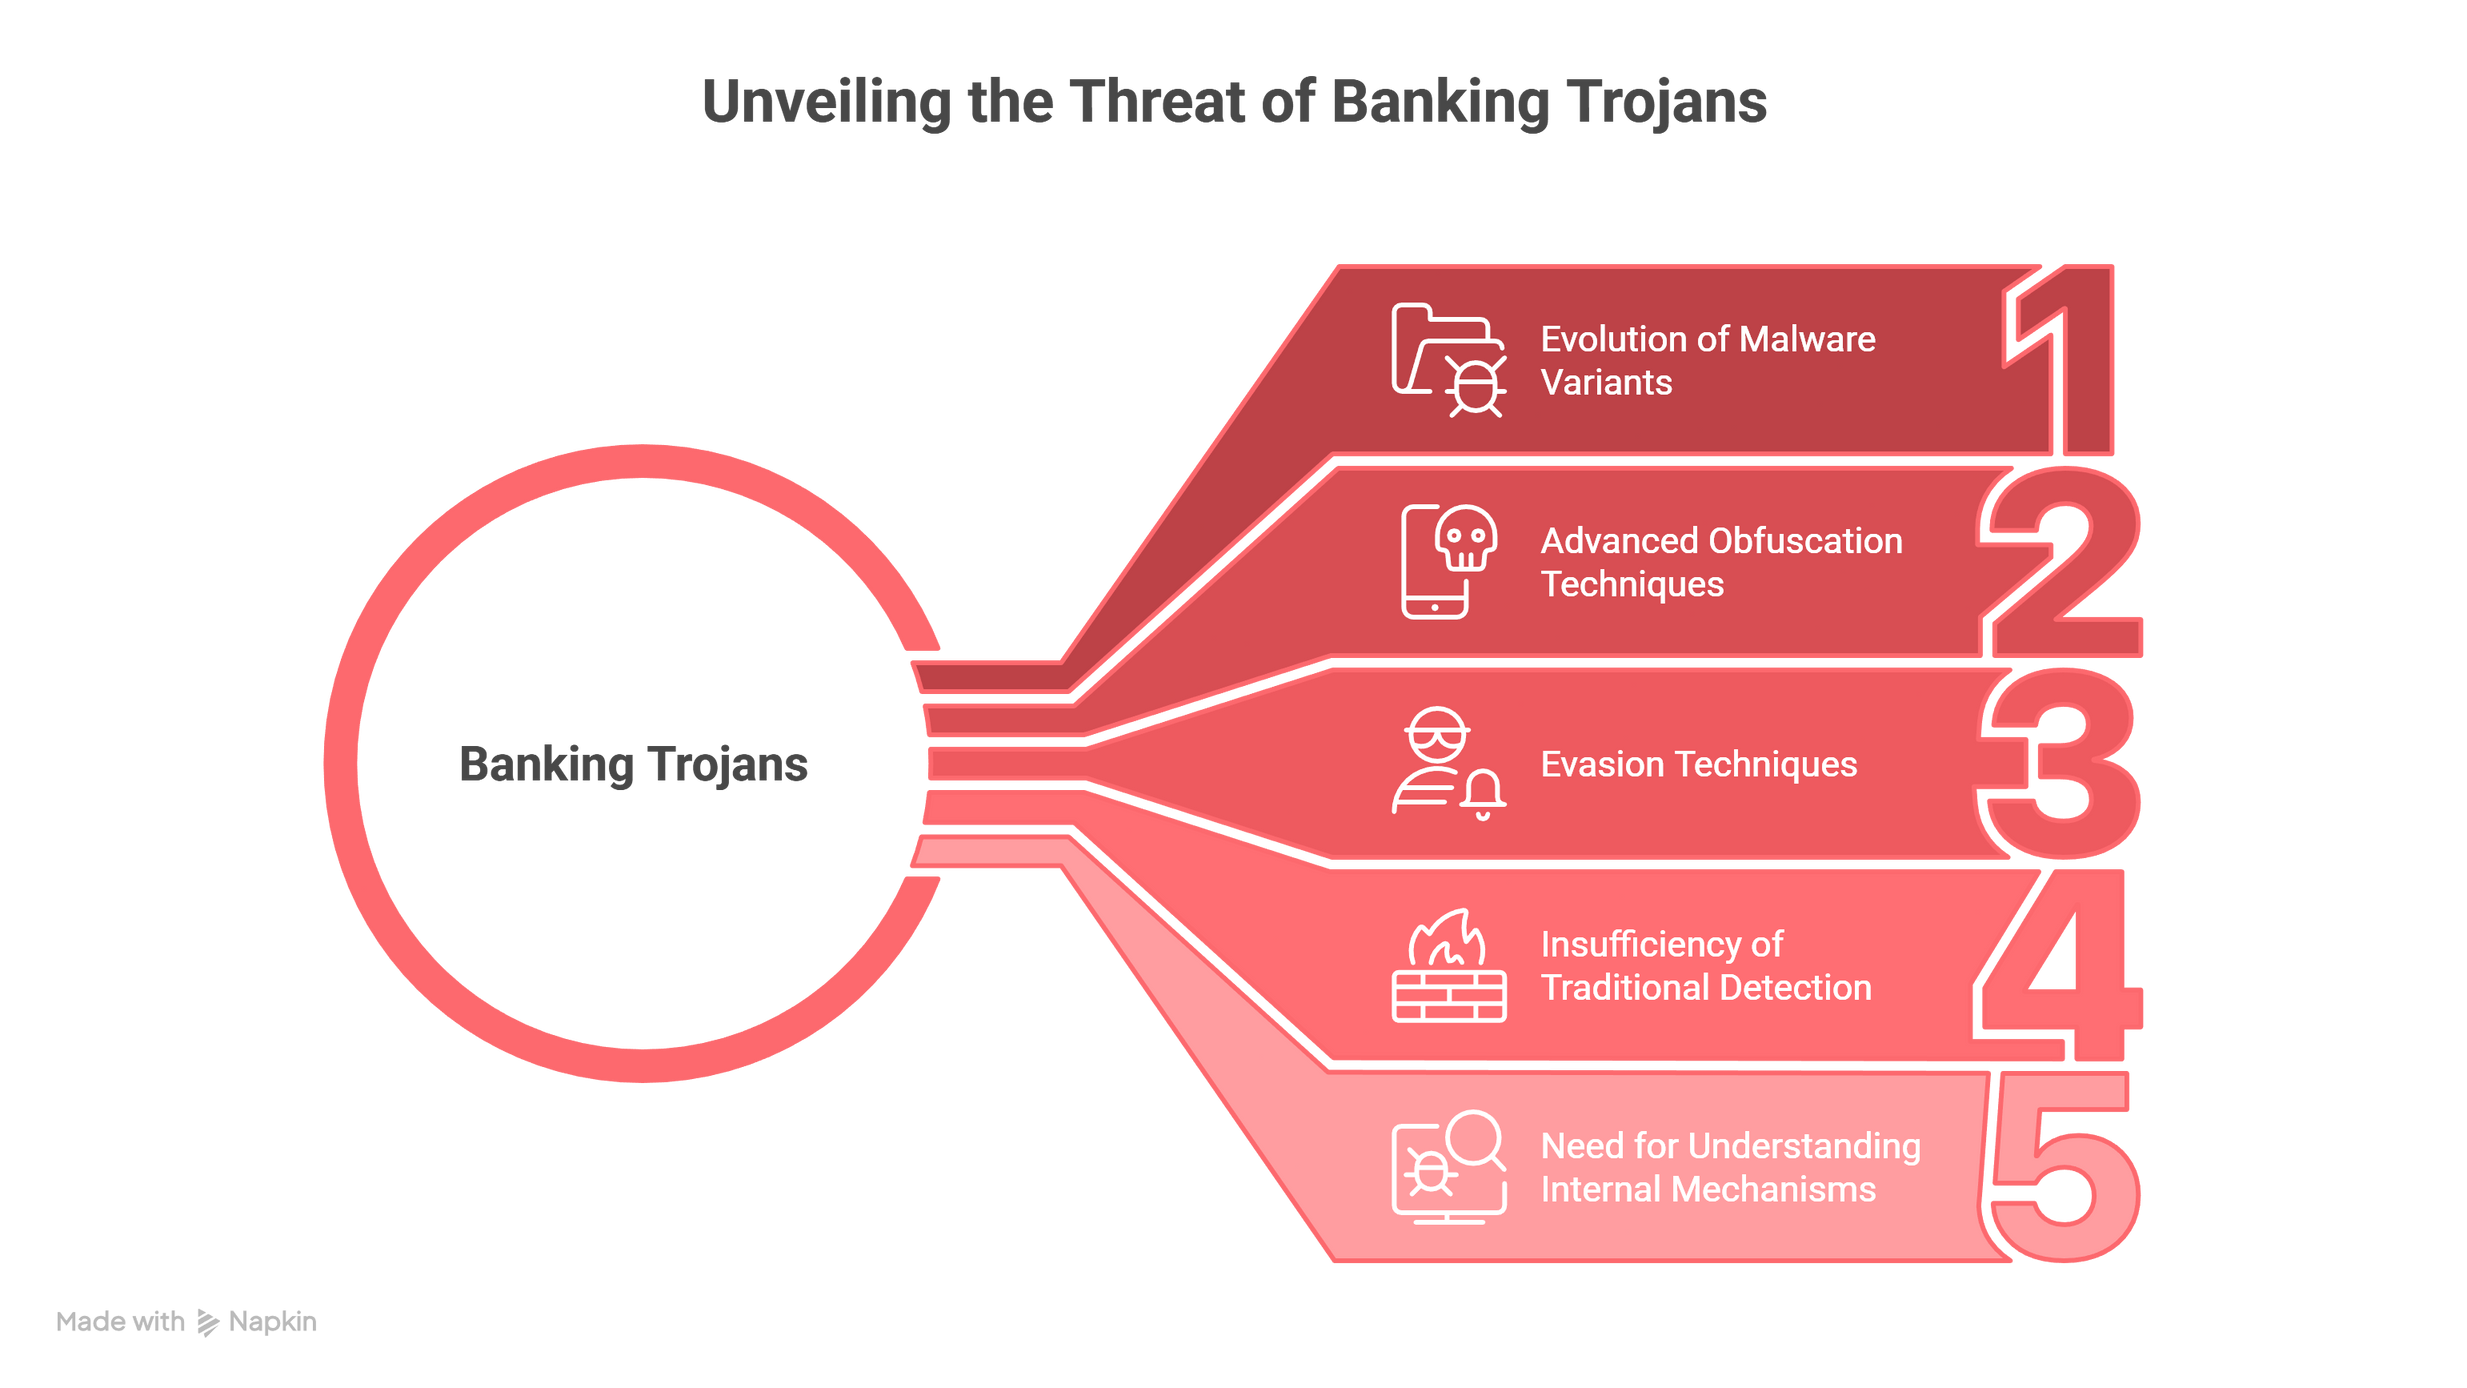 Unveiling the Threat of Banking Trojans
Banking Trojans
Evolution of Malware
Variants
1
Advanced Obfuscation
Techniques
2
Evasion Techniques
3
Insufficiency of
Traditional Detection
4
Need for Understanding
Internal Mechanisms
5
Made with Napkin